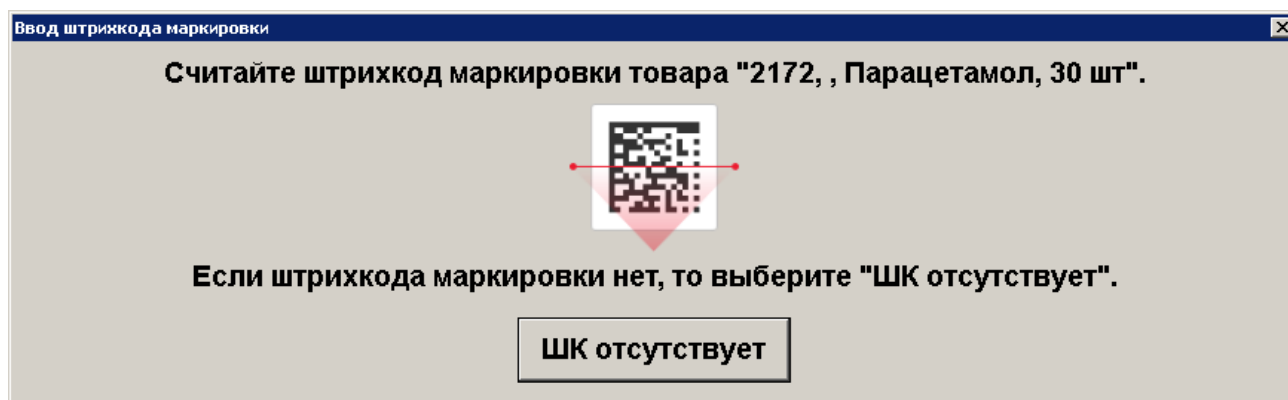 Ввод штрихкода маркировки
Считайте штрихкод маркировки товара "2172, , Парацетамол, 30 шт".
Если штрихкода маркировки нет, то выберите "ШК отсутствует".
ШК отсутствует